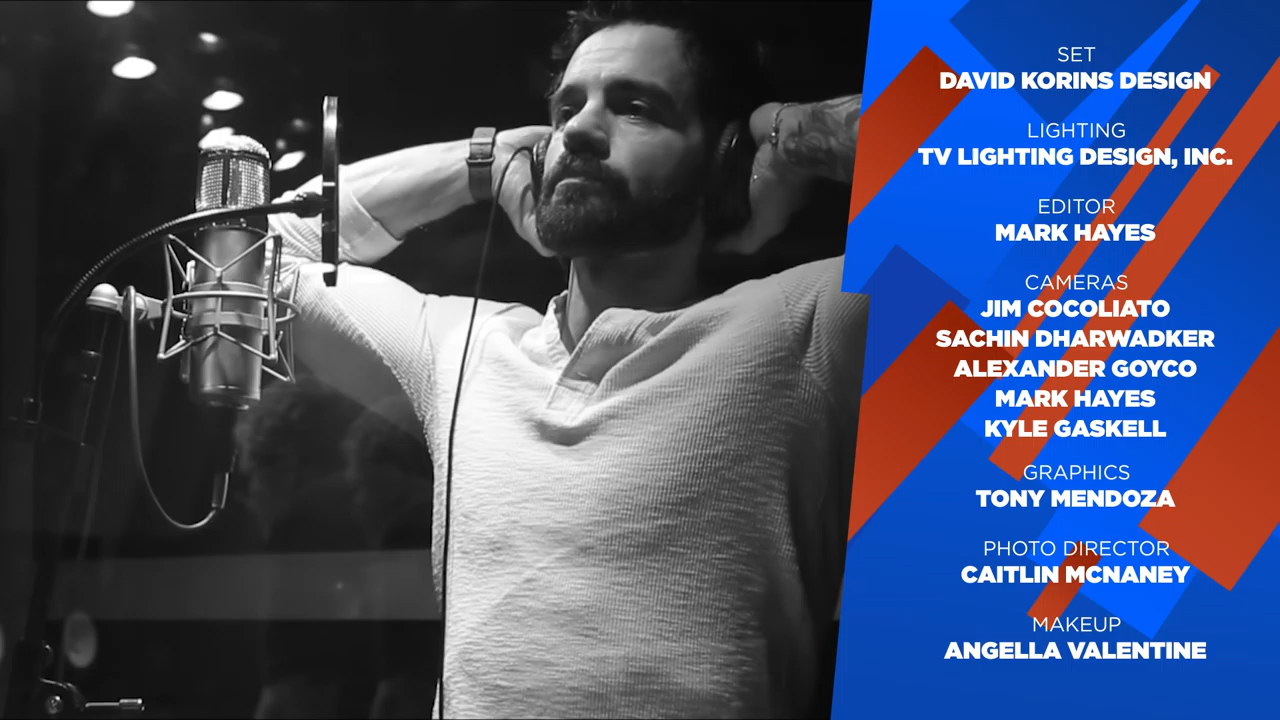 SET
DAVID KORINS DESIGN
LIGHTING
TV LIGHTING DESIGN, INC.
EDITOR
MARK HAYES
CAMERAS
JIM COCOLIATO
SACHIN DHARWADKER
ALEXANDER GOYCO
MARK HAYES
KYLE GASKELL
GRAPHICS
TONY MENDOZA
PHOTO DIRECTOR
CAITLIN MCNANEY
MAKEUP
ANGELLA VALENTINE